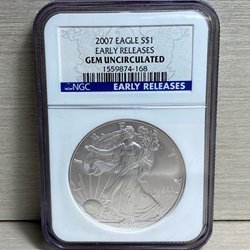 2007 EAGLE S$1
EARLY RELEASES
GEM UNCIRCULATED
1559874-168
NGC EARLY RELEASES